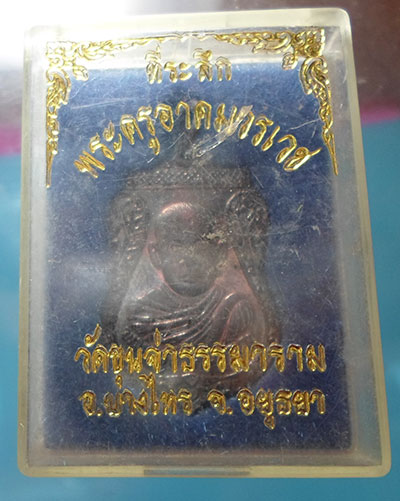 ที่ระลึก
พระครูอาคมวรเวช
วัดขุนจ่าธรรมาราม
อ.บางไทร จ.อยุธยา